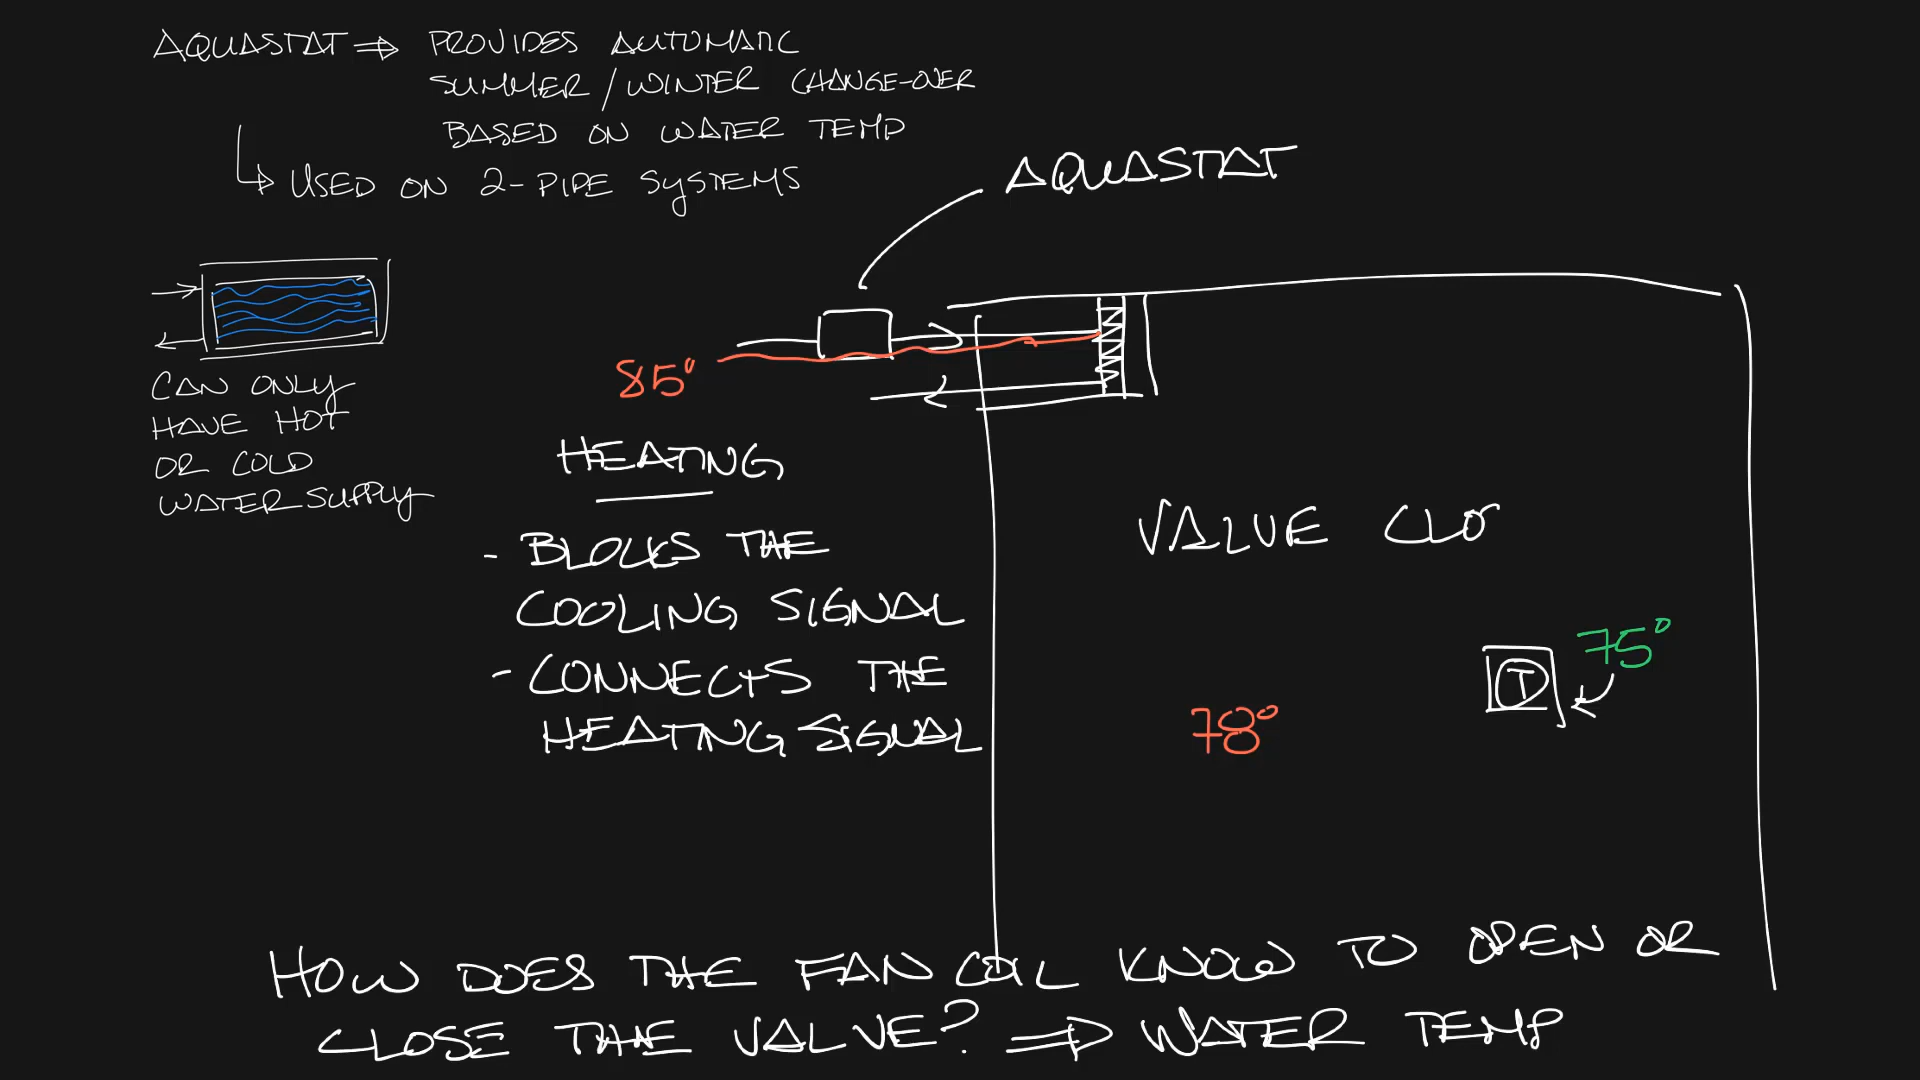 AQUASTAT ⇒ PROVIDES AUTOMATIC
SUMMER / WINTER CHANGE-OVER
BASED ON WATER TEMP
↳ USED ON 2-PIPE SYSTEMS
AQUASTAT
CAN ONLY
HAVE HOT
OR COLD
WATER SUPPLY
85°
HEATING
- BLOCKS THE
COOLING SIGNAL
- CONNECTS THE
HEATING SIGNAL
VALVE CLO
75°
T
78°
HOW DOES THE FAN COIL KNOW TO OPEN OR
CLOSE THE VALVE? ⇒ WATER TEMP